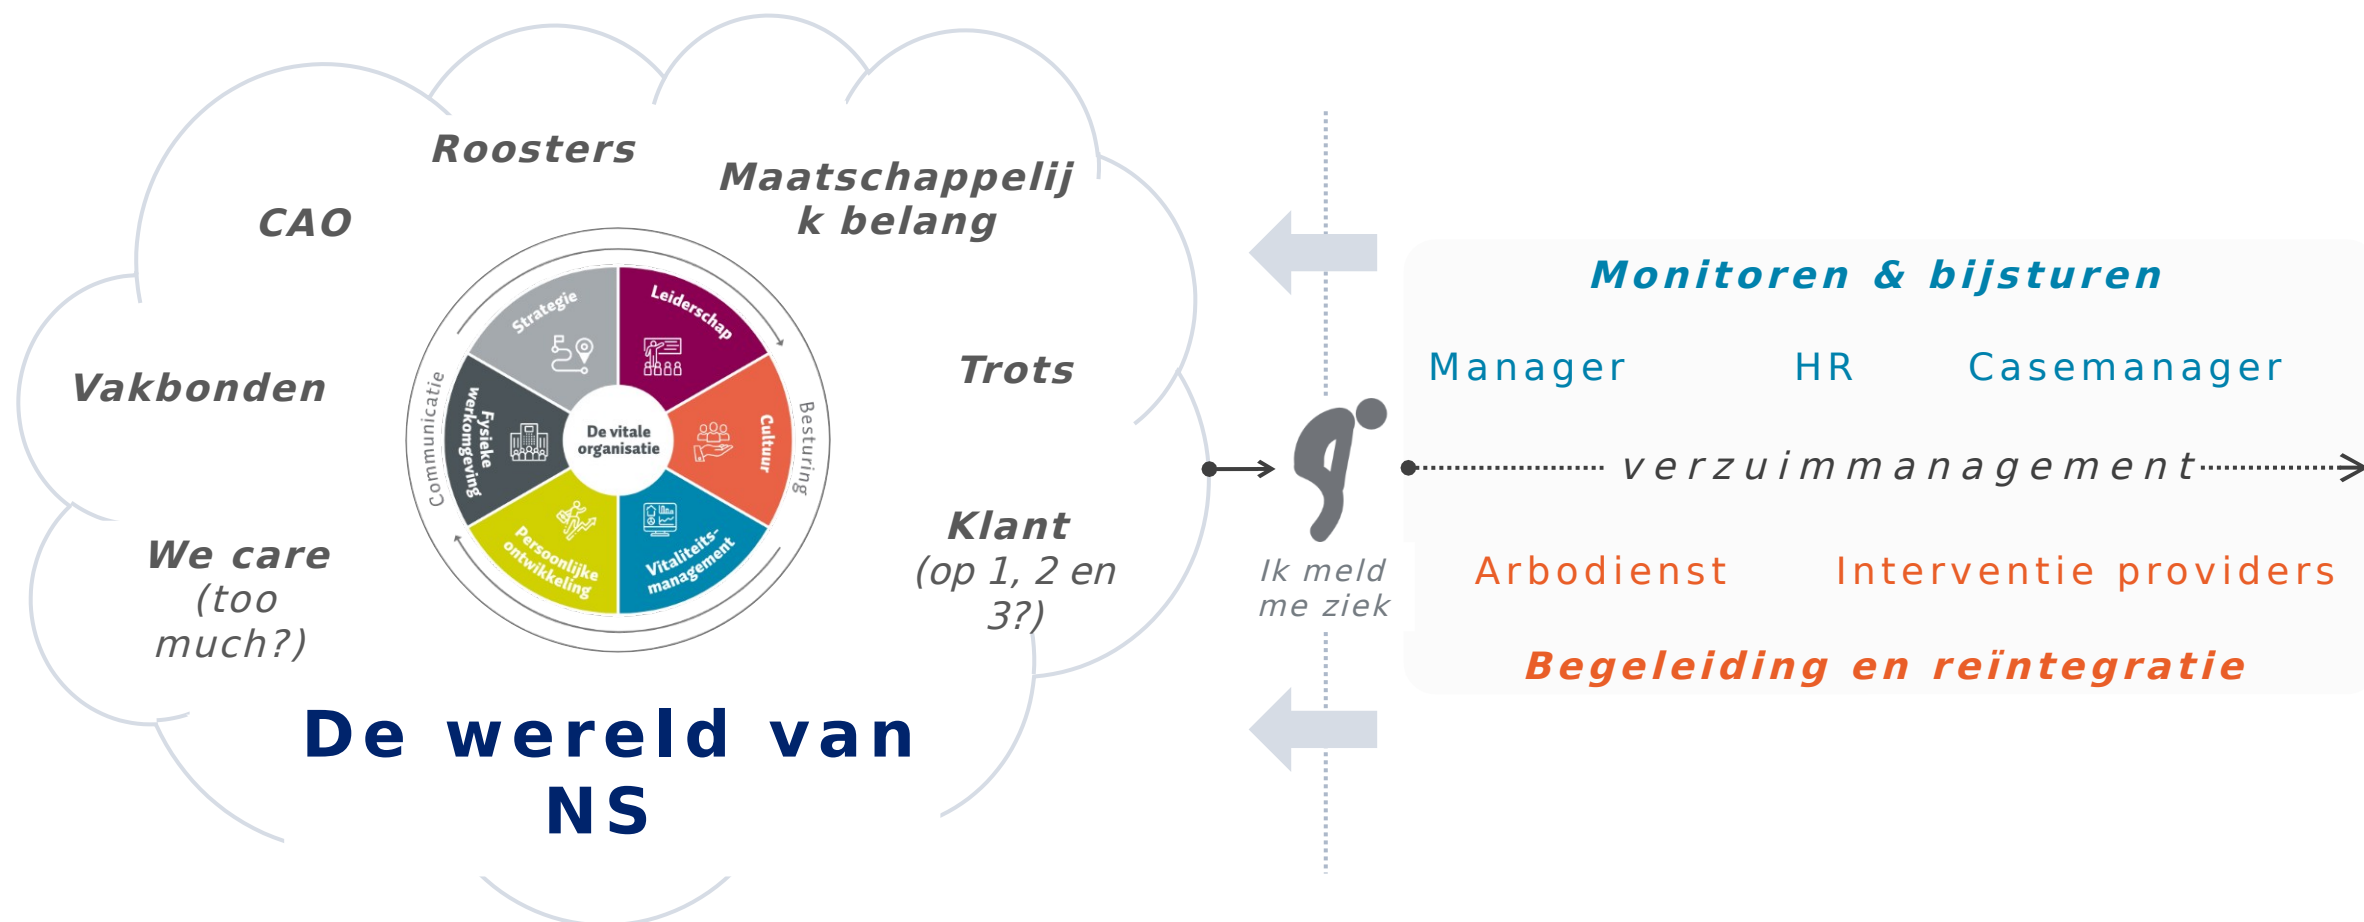 Roosters
Maatschappelij
k belang
CAO
Vakbonden
Trots
We care
(too
much?)
Klant
(op 1, 2 en
3?)
Communicatie
Besturing
Strategie
Leiderschap
Cultuur
Vitaliteits-
management
Persoonlijke
ontwikkeling
Fysieke
werkomgeving
De vitale
organisatie
De wereld van
NS
Ik meld
me ziek
Monitoren & bijsturen
Manager HR Casemanager
verzuimmanagement
Arbodienst Interventie providers
Begeleiding en reïntegratie